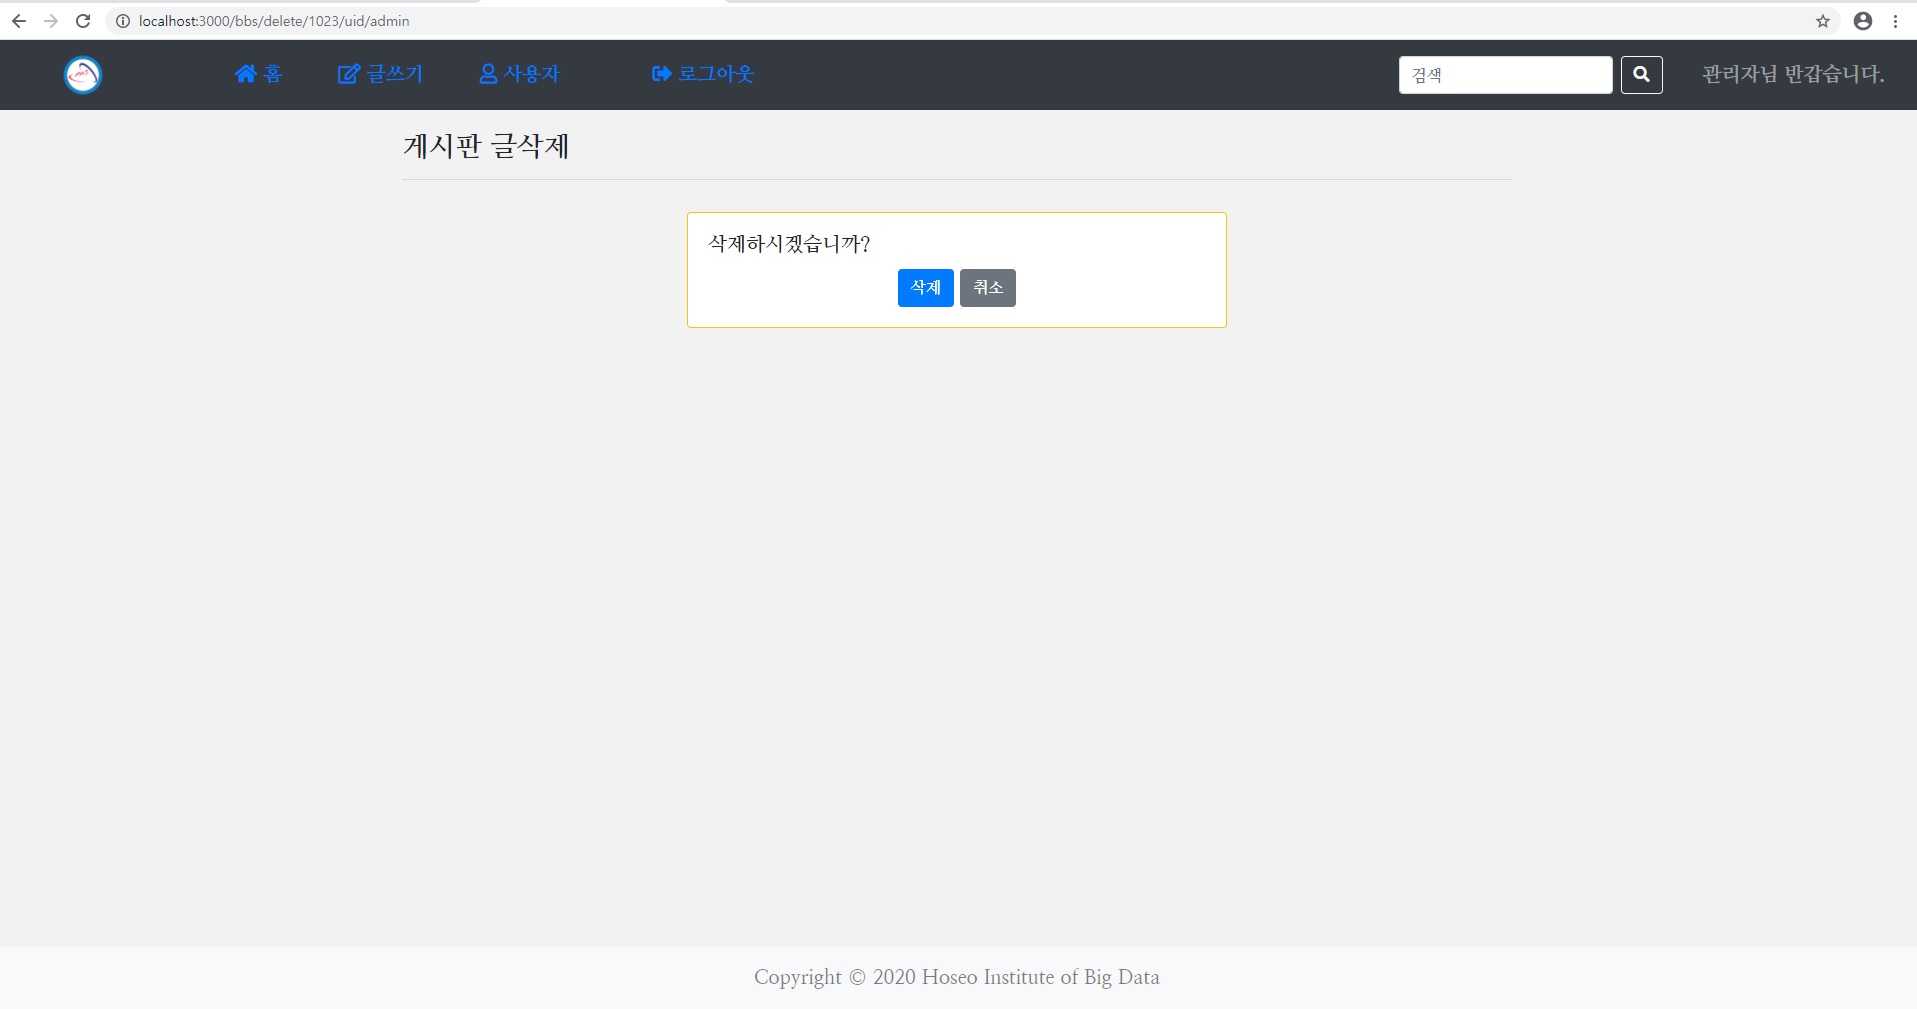 localhost:3000/bbs/delete/1023/uid/admin
홈 글쓰기 사용자 로그아웃 검색 관리자님 반갑습니다.
게시판 글삭제
삭제하시겠습니까?
삭제 취소
Copyright © 2020 Hoseo Institute of Big Data